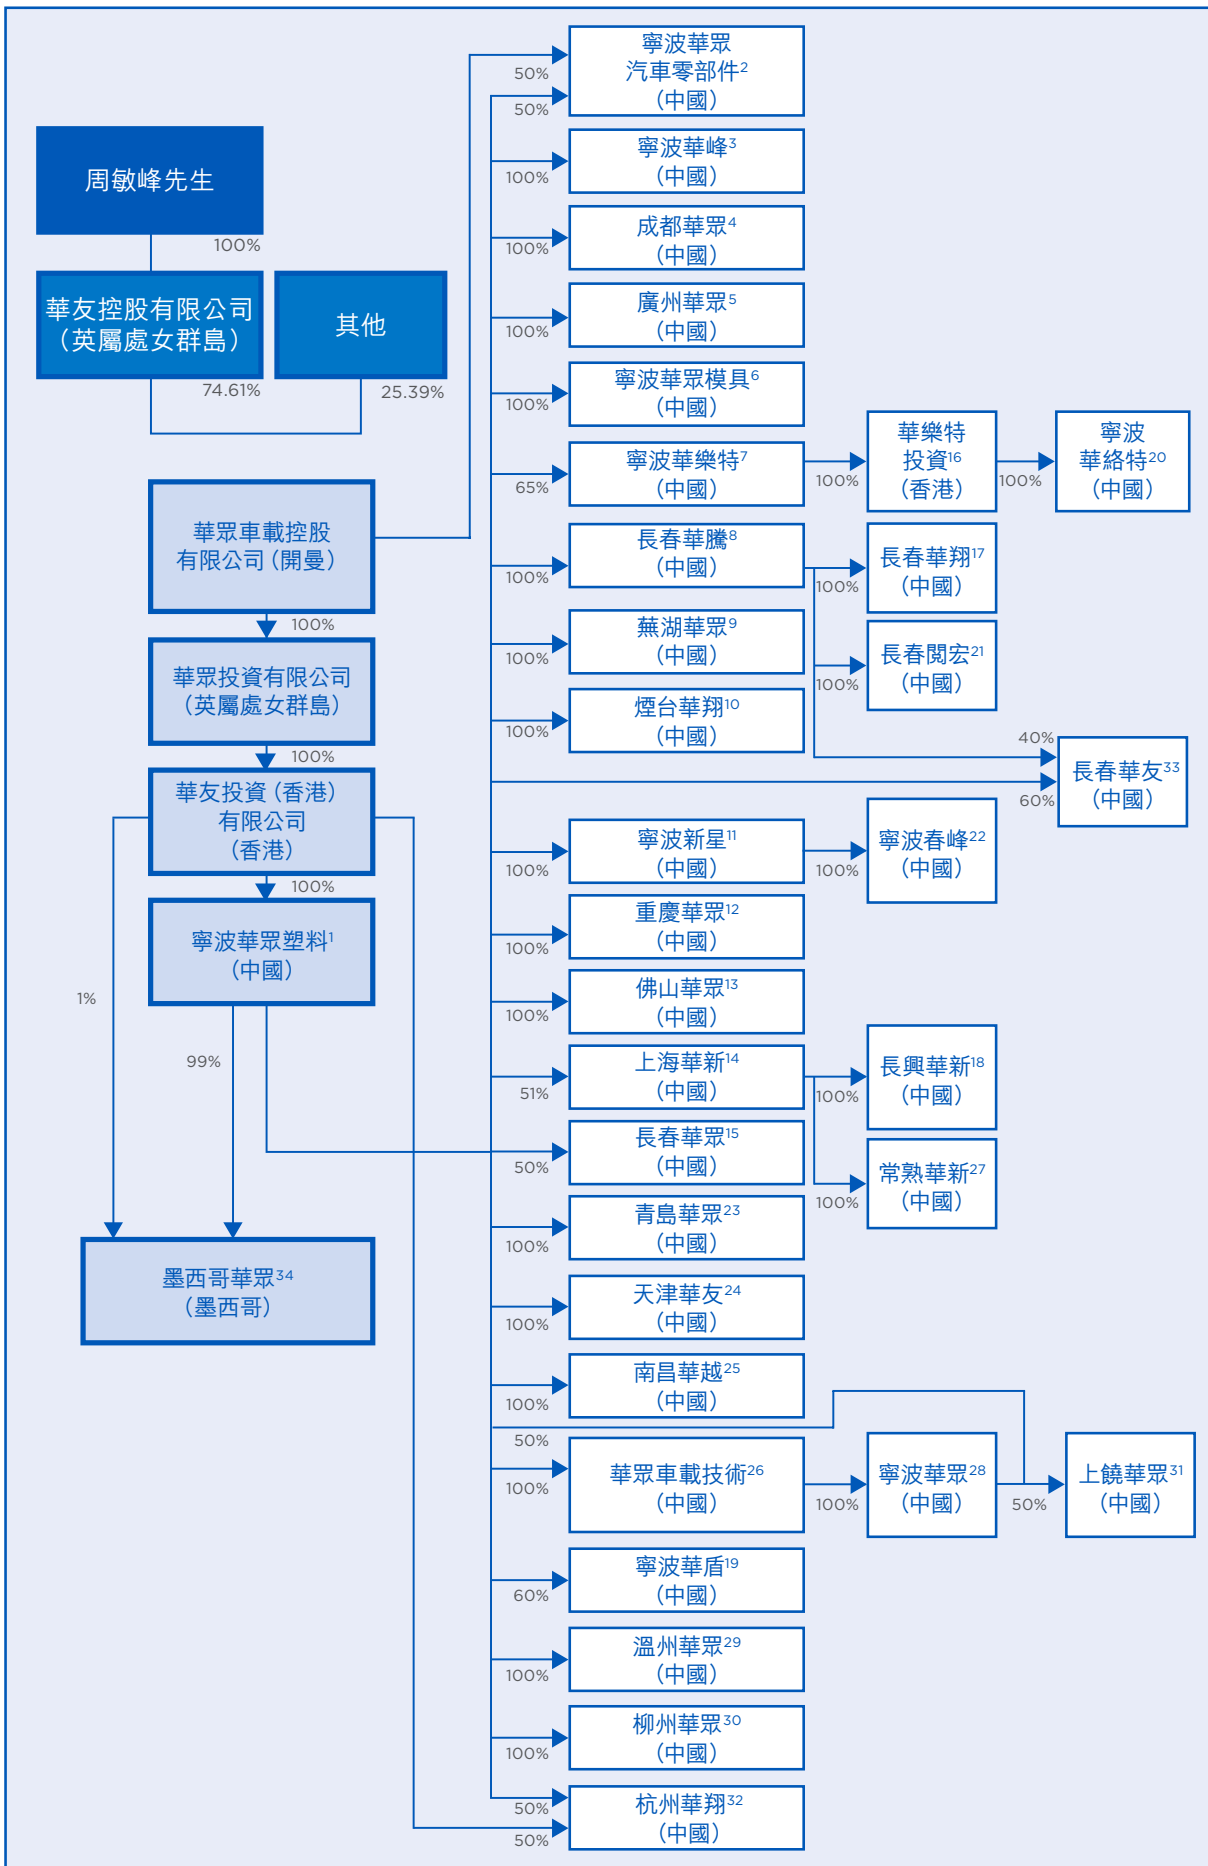 周敏峰先生
100%
華友控股有限公司
（英屬處女群島）
74.61%
其他
25.39%
華眾車載控股
有限公司（開曼）
100%
華眾投資有限公司
（英屬處女群島）
100%
華友投資（香港）
有限公司
（香港）
100%
寧波華眾塑料1
（中國）
1%
99%
墨西哥華眾34
（墨西哥）
50%
50%
寧波華眾
汽車零部件2
（中國）
100%
寧波華峰3
（中國）
100%
成都華眾4
（中國）
100%
廣州華眾5
（中國）
100%
寧波華眾模具6
（中國）
65%
寧波華樂特7
（中國）
100%
華樂特
投資16
（香港）
100%
寧波
華絡特20
（中國）
100%
長春華騰8
（中國）
100%
長春華翔17
（中國）
100%
長春閲宏21
（中國）
100%
蕪湖華眾9
（中國）
100%
煙台華翔10
（中國）
40%
60%
長春華友33
（中國）
100%
寧波新星11
（中國）
100%
寧波春峰22
（中國）
100%
重慶華眾12
（中國）
100%
佛山華眾13
（中國）
51%
上海華新14
（中國）
100%
長興華新18
（中國）
100%
常熟華新27
（中國）
50%
長春華眾15
（中國）
100%
青島華眾23
（中國）
100%
天津華友24
（中國）
100%
南昌華越25
（中國）
50%
100%
華眾車載技術26
（中國）
100%
寧波華眾28
（中國）
50%
上饒華眾31
（中國）
60%
寧波華盾19
（中國）
100%
溫州華眾29
（中國）
100%
柳州華眾30
（中國）
50%
50%
杭州華翔32
（中國）